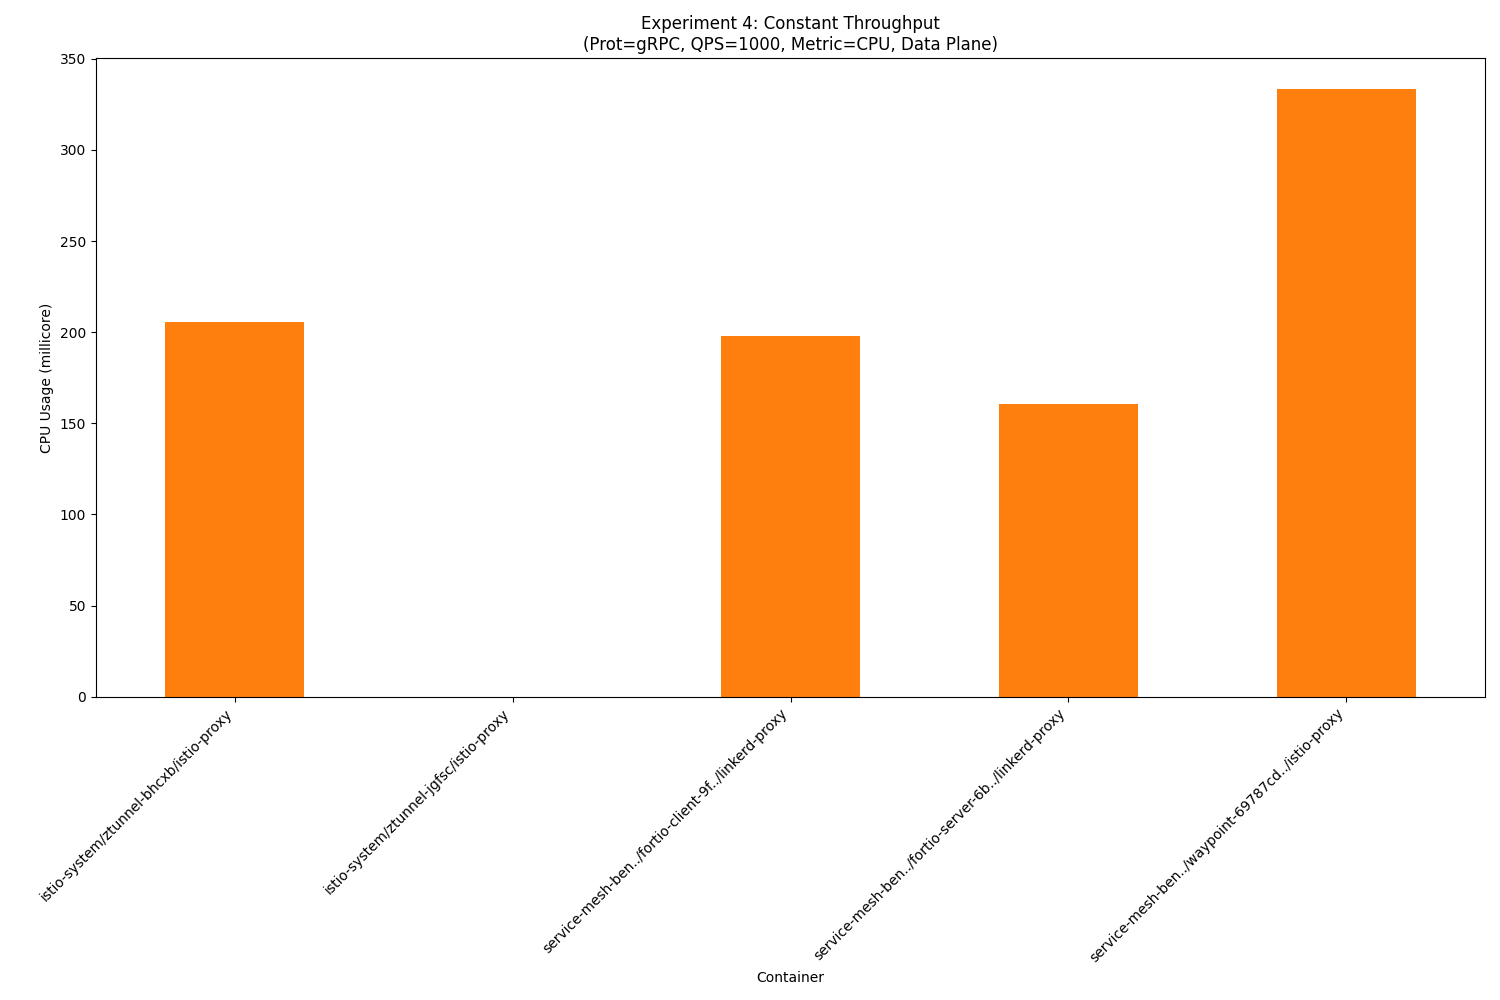 Experiment 4: Constant Throughput
(Prot=gRPC, QPS=1000, Metric=CPU, Data Plane)
CPU Usage (millicore)
350
300
250
200
150
100
50
0
istio-system/ztunnel-bhcxb/istio-proxy
istio-system/ztunnel-jgfsc/istio-proxy
service-mesh-ben../fortio-client-9f../linkerd-proxy
service-mesh-ben../fortio-server-6b../linkerd-proxy
service-mesh-ben../waypoint-69787cd../istio-proxy
Container